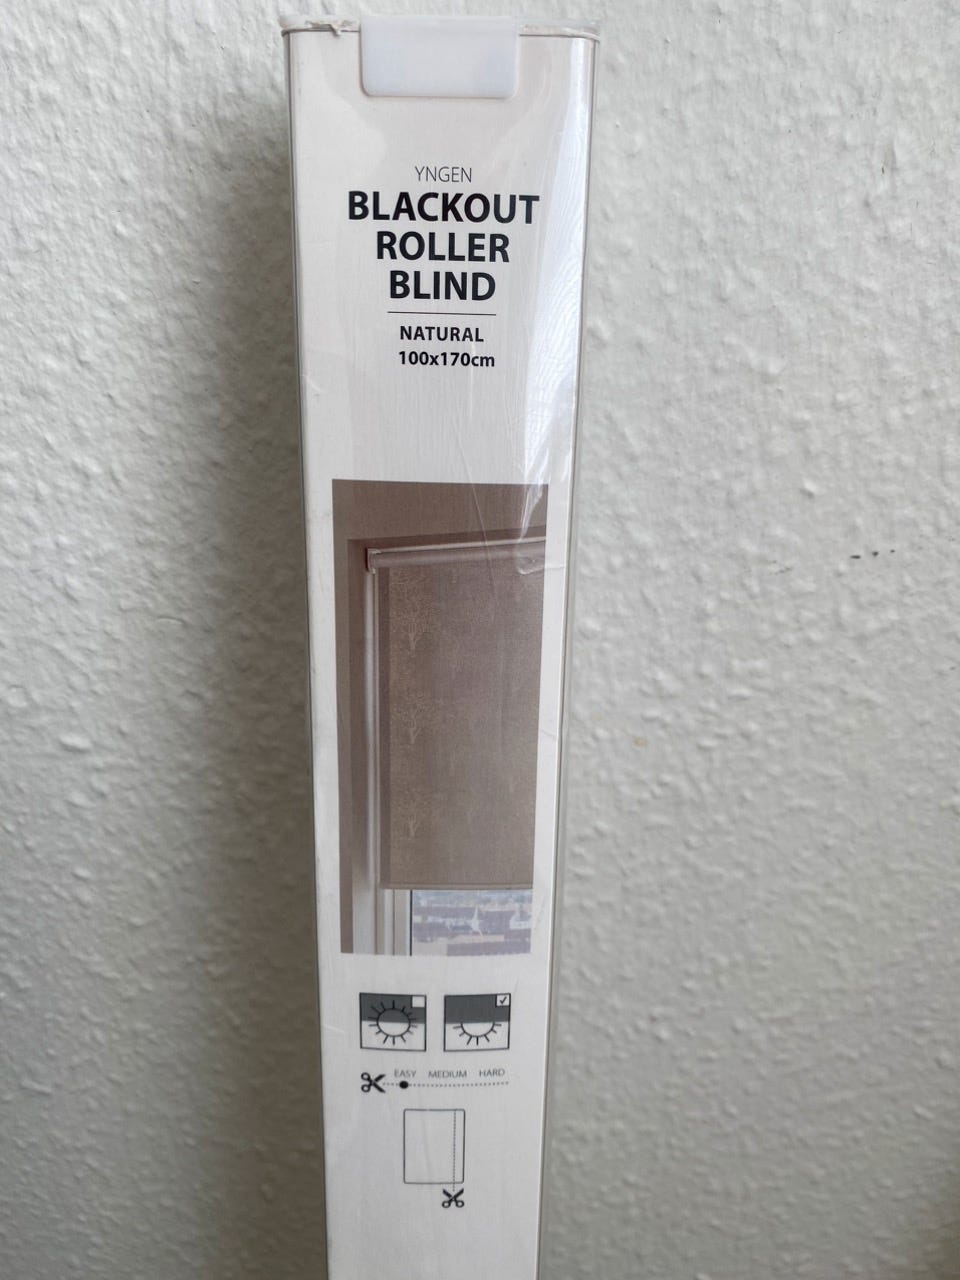 YNGEN
BLACKOUT
ROLLER
BLIND
NATURAL
100x170cm
EASY MEDIUM HARD